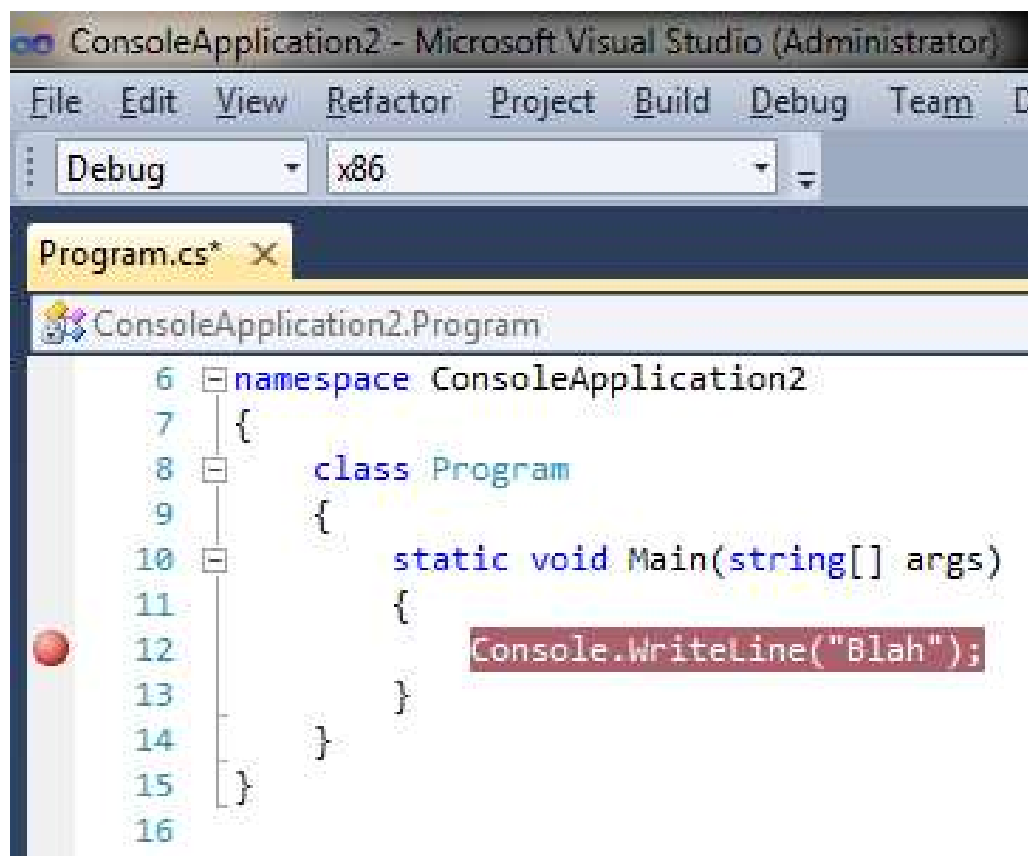 ConsoleApplication2 - Microsoft Visual Studio (Administrator)
File Edit View Refactor Project Build Debug Team D
Debug x86
Program.cs* ×
ConsoleApplication2.Program
6 namespace ConsoleApplication2
7 {
8 class Program
9 {
10 static void Main(string[] args)
11 {
12 Console.WriteLine("Blah");
13 }
14 }
15 }
16